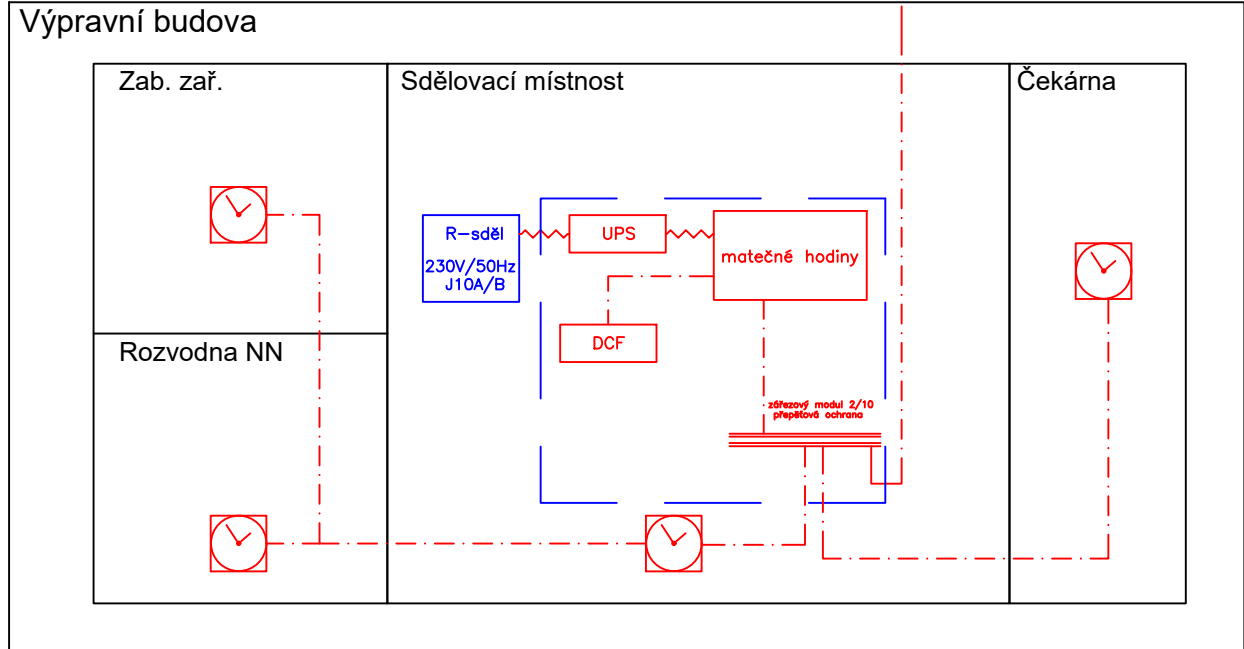 Výpravní budova
Zab. zař.
Sdělovací místnost
Čekárna
R-sděl
230V/50Hz
J10A/B
UPS
matečné hodiny
DCF
Rozvodna NN
zářezový modul 2/10
přepěťová ochrana